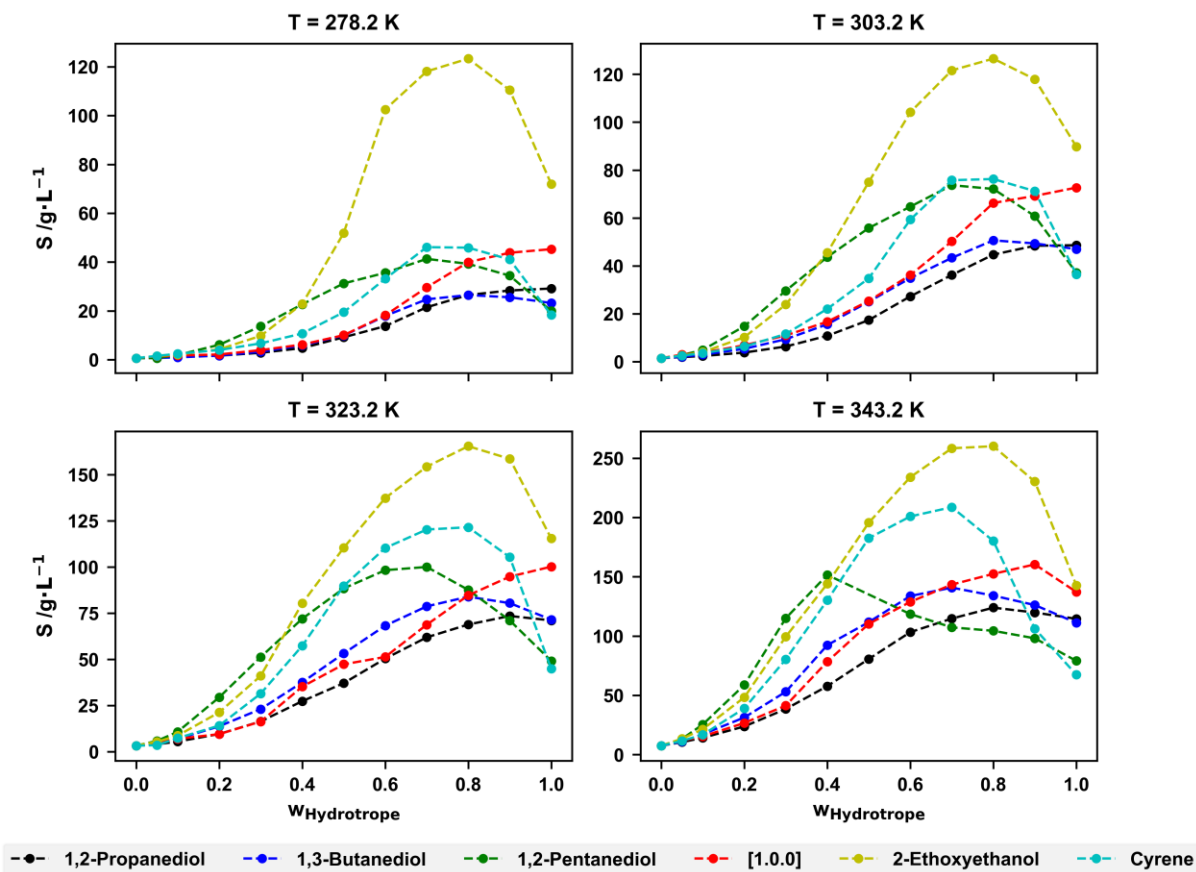 T = 278.2 K
T = 303.2 K
S /g·L⁻¹
120
100
80
60
40
20
0
120
100
80
60
40
20
0
T = 323.2 K
T = 343.2 K
S /g·L⁻¹
150
125
100
75
50
25
0
250
200
150
100
50
0
0.0 0.2 0.4 0.6 0.8 1.0
0.0 0.2 0.4 0.6 0.8 1.0
wHydrotrope
wHydrotrope
1,2-Propanediol 1,3-Butanediol 1,2-Pentanediol [1.0.0] 2-Ethoxyethanol Cyrene